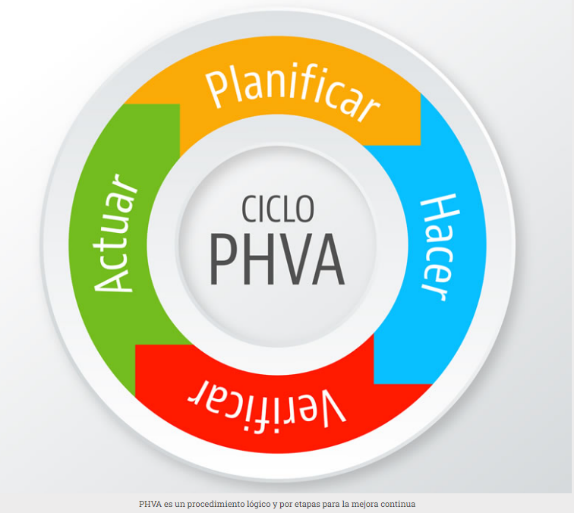 Planificar
Hacer
Verificar
Actuar
CICLO
PHVA
PHVA es un procedimiento lógico y por etapas para la mejora continua